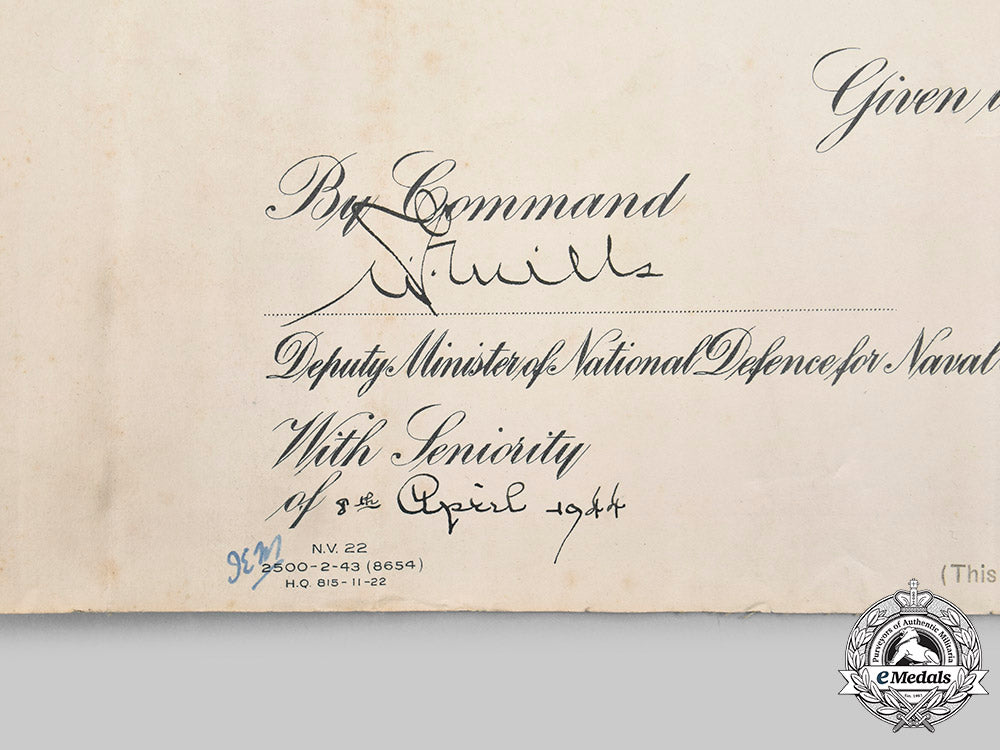 Given
By Command
Deputy Minister of National Defence for Naval
With Seniority
of 8th April 1944
N.V. 22
2500-2-43 (8654)
H.Q. 815-11-22
(This
Purveyors of Authentic Militaria
eMedals